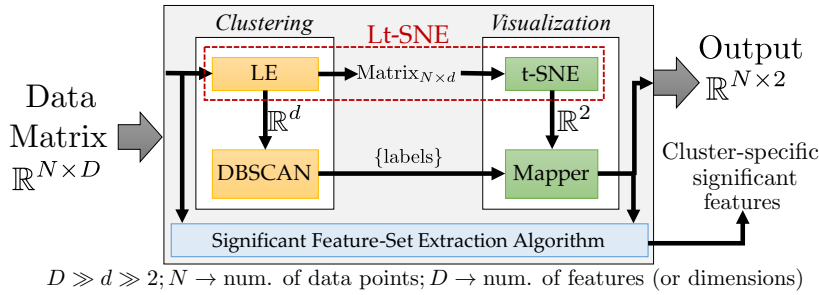 Clustering
Visualization
Lt-SNE
Data
Matrix
ℝ^{N×D}
LE
Matrix_{N×d}
t-SNE
ℝ^d
ℝ^2
DBSCAN
{labels}
Mapper
Output
ℝ^{N×2}
Cluster-specific
significant
features
Significant Feature-Set Extraction Algorithm
D ≫ d ≫ 2; N → num. of data points; D → num. of features (or dimensions)